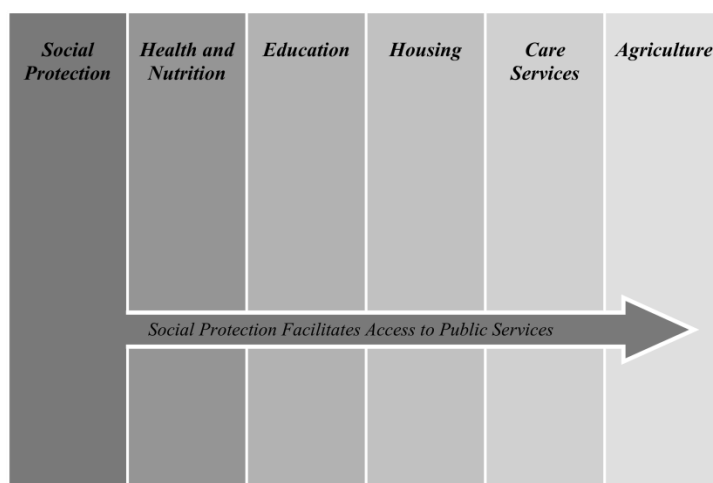 Social
Protection
Health and
Nutrition
Education
Housing
Care
Services
Agriculture
Social Protection Facilitates Access to Public Services